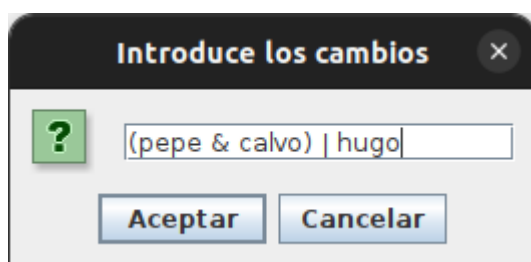 Introduce los cambios
(pepe & calvo) | hugo
Aceptar Cancelar